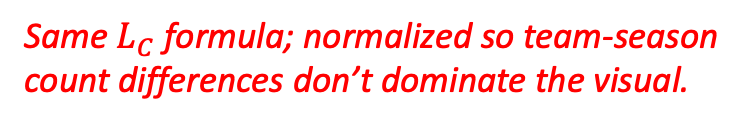 Same L_C formula; normalized so team-season
count differences don’t dominate the visual.